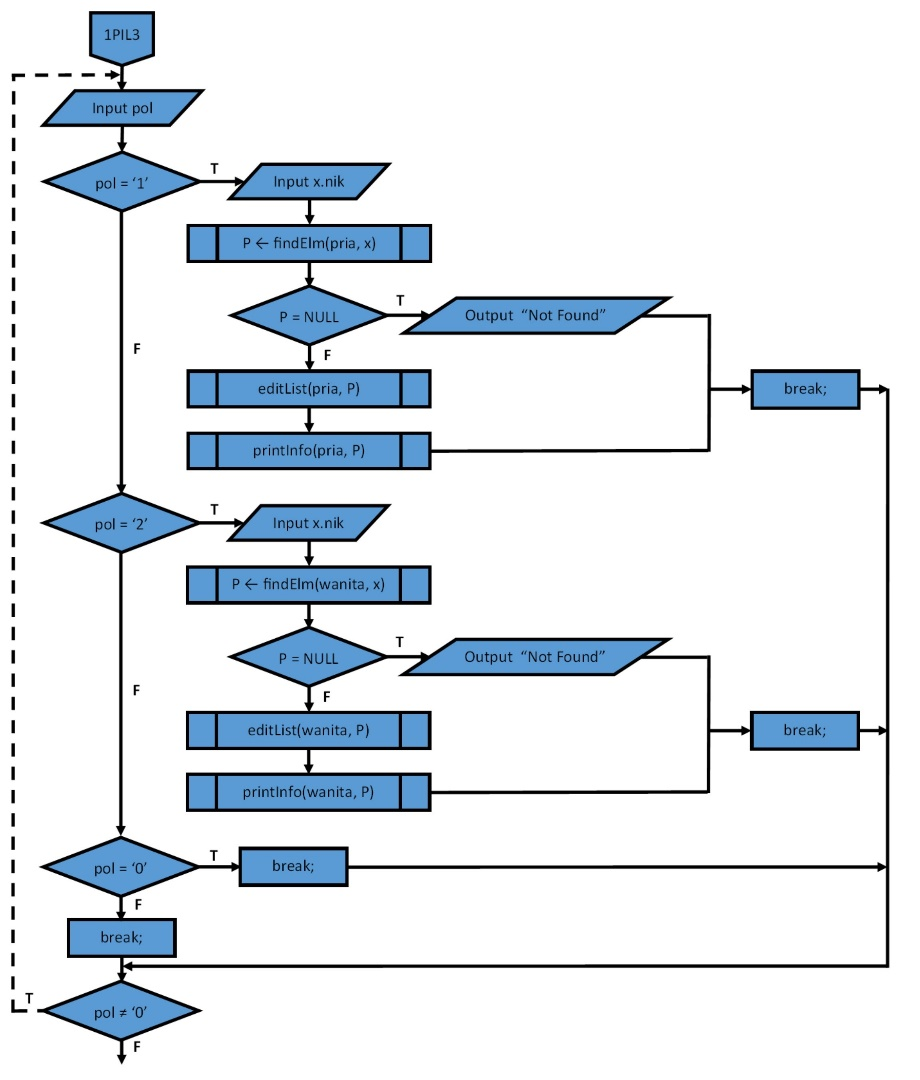 1PIL3
Input pol
pol = ‘1’
T
Input x.nik
P ← findElm(pria, x)
P = NULL
T
Output “Not Found”
F
F
editList(pria, P)
break;
printInfo(pria, P)
pol = ‘2’
T
Input x.nik
P ← findElm(wanita, x)
P = NULL
T
Output “Not Found”
F
F
editList(wanita, P)
break;
printInfo(wanita, P)
pol = ‘0’
T
break;
F
break;
T
pol ≠ ‘0’
F